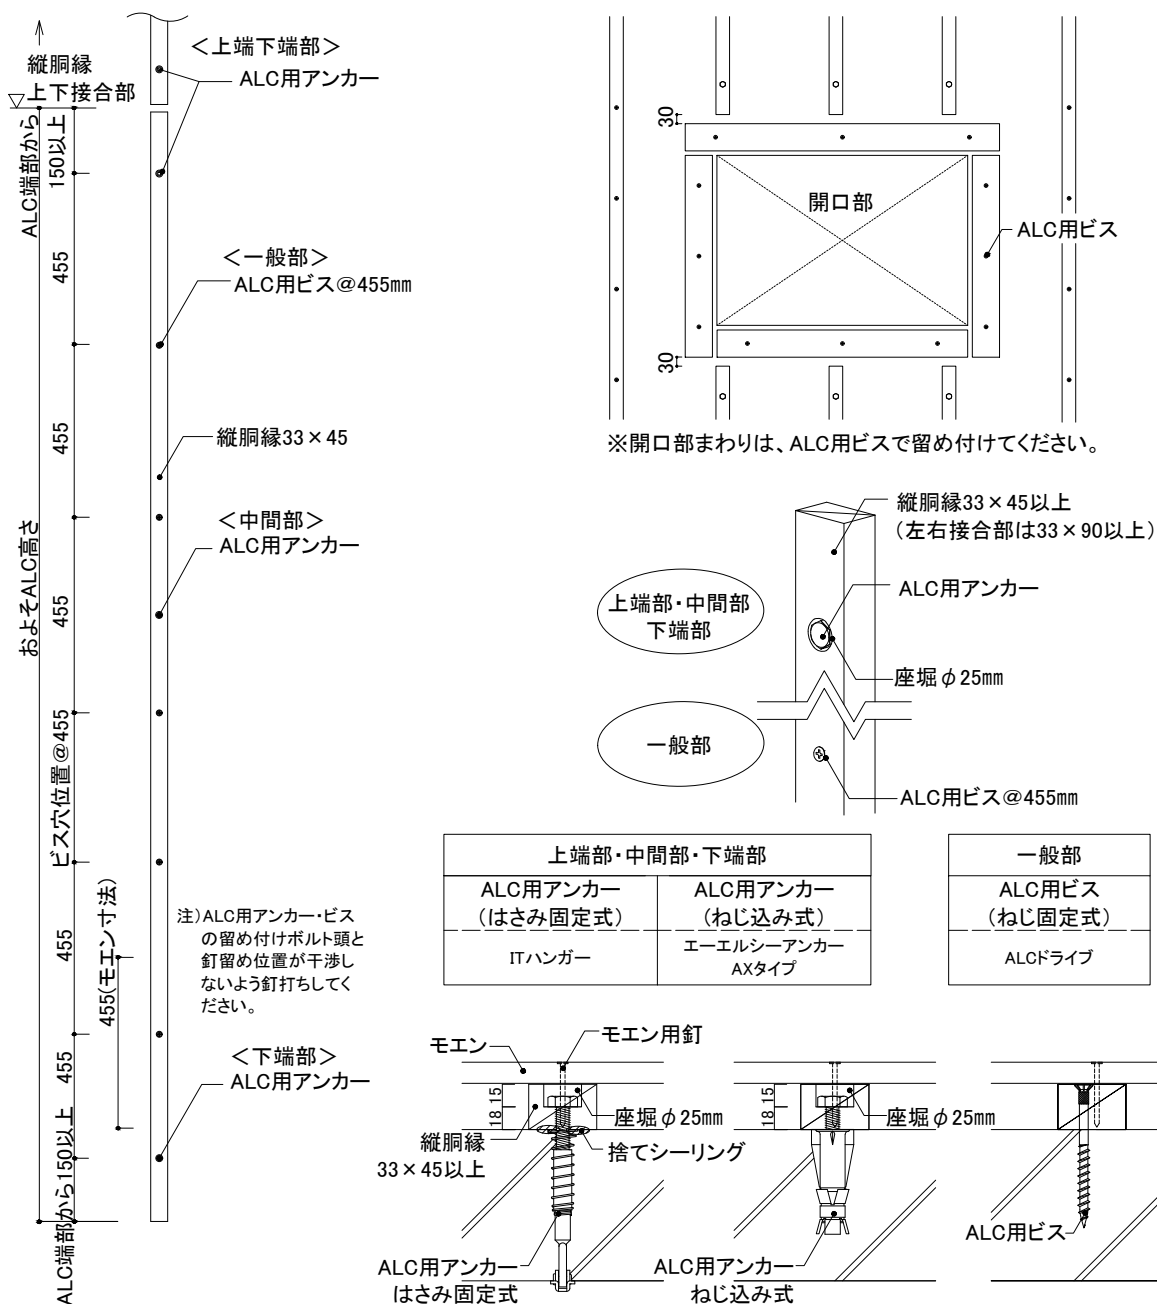 縦胴縁
上下接合部
＜上端下端部＞
ALC用アンカー
ALC端部から
150以上
455
＜一般部＞
ALC用ビス@455mm
455
縦胴縁33×45
＜中間部＞
ALC用アンカー
およそALC高さ
455
ビス穴位置@455
455(モエン寸法)
455
注)ALC用アンカー・ビス
の留め付けボルト頭と
釘留め位置が干渉し
ないよう釘打ちしてく
ださい。
455
＜下端部＞
ALC用アンカー
ALC端部から150以上
30
開口部
ALC用ビス
30
※開口部まわりは、ALC用ビスで留め付けてください。
縦胴縁33×45以上
(左右接合部は33×90以上)
上端部・中間部
下端部
ALC用アンカー
座堀φ25mm
一般部
ALC用ビス@455mm
上端部・中間部・下端部
ALC用アンカー
(はさみ固定式)
ITハンガー
ALC用アンカー
(ねじ込み式)
エーエルシーアンカー
AXタイプ
一般部
ALC用ビス
(ねじ固定式)
ALCドライブ
モエン
モエン用釘
18 15
座堀φ25mm
縦胴縁
33×45以上
捨てシーリング
ALC用アンカー
はさみ固定式
18 15
座堀φ25mm
ALC用アンカー
ねじ込み式
ALC用ビス